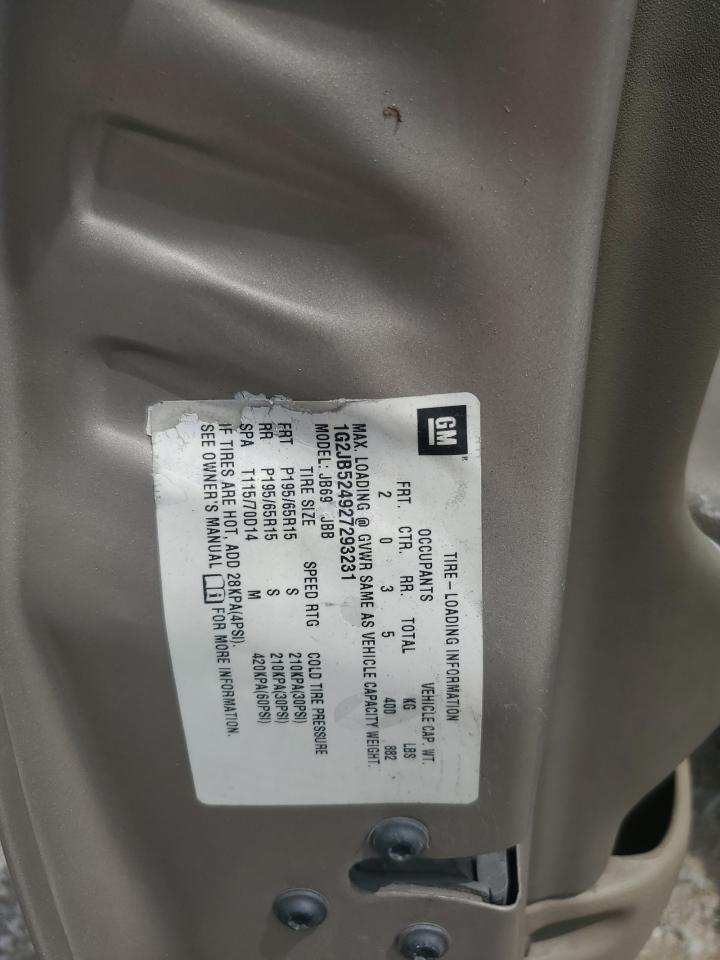 GM
TIRE-LOADING INFORMATION
OCCUPANTS VEHICLE CAP. WT.
FRT. CTR. RR. TOTAL KG LBS
2 0 3 5 400 882
MAX. LOADING @ GVWR SAME AS VEHICLE CAPACITY WEIGHT.
1G2JB524927293231
MODEL: JB69 JBB
TIRE SIZE SPEED RTG COLD TIRE PRESSURE
FRT P195/65R15 S 210KPA(30PSI)
RR P195/65R15 S 210KPA(30PSI)
SPA T115/70D14 M 420KPA(60PSI)
IF TIRES ARE HOT, ADD 28KPA(4PSI).
SEE OWNER'S MANUAL FOR MORE INFORMATION.